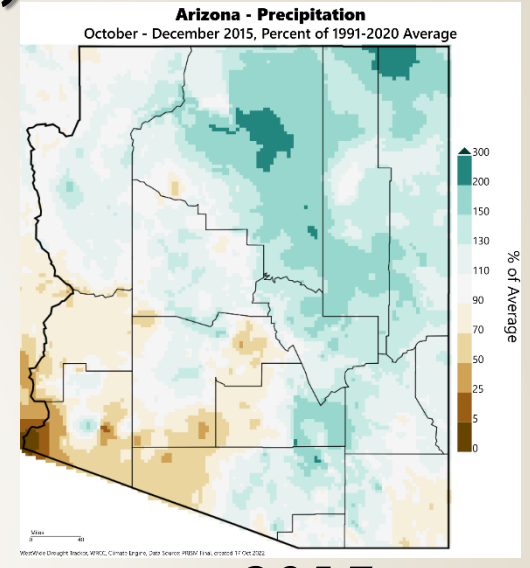 Arizona - Precipitation
October - December 2015, Percent of 1991-2020 Average
300
200
150
130
110
90
70
50
25
5
0
% of Average
Miles
0 40
WestWide Drought Tracker, WRCC, Climate Engine, Data Source: PRISM Final, created 17 Oct 2022